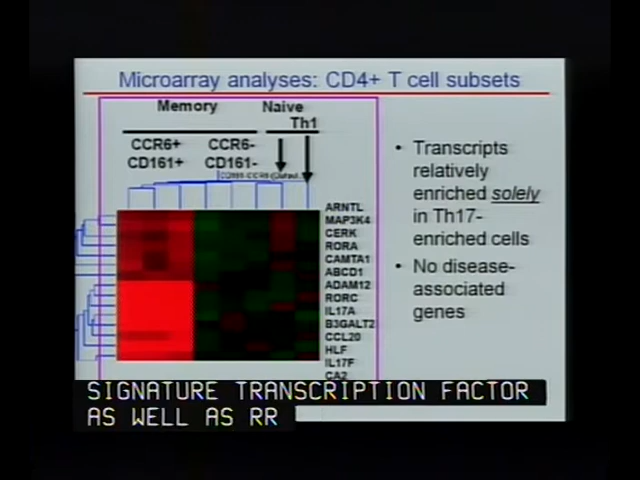 Microarray analyses: CD4+ T cell subsets
Memory Naive
Th1
CCR6+ CCR6-
CD161+ CD161-
• Transcripts
relatively
enriched solely
in Th17-
enriched cells
• No disease-
associated
genes
ARNTL
MAP3K4
CERK
RORA
CAMTA1
ABCD1
ADAM12
RORC
IL17A
B3GALT2
CCL20
HLF
IL17F
CA2
SIGNATURE TRANSCRIPTION FACTOR
AS WELL AS RR